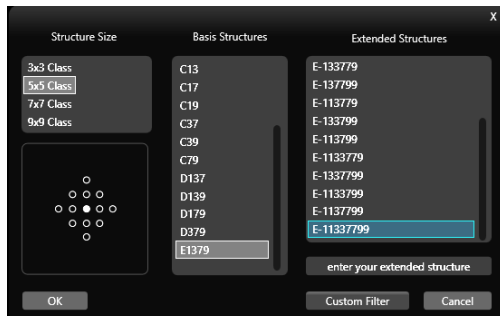 X
Structure Size
Basis Structures
Extended Structures
3x3 Class
5x5 Class
7x7 Class
9x9 Class
C13
C17
C19
C37
C39
C79
D137
D139
D179
D379
E1379
E-133779
E-137799
E-113779
E-133799
E-113799
E-1133779
E-1337799
E-1133799
E-1137799
E-11337799
enter your extended structure
OK
Custom Filter
Cancel